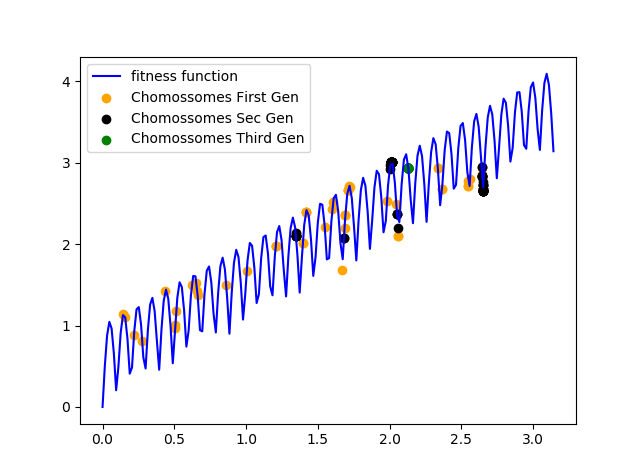 fitness function
Chomossomes First Gen
Chomossomes Sec Gen
Chomossomes Third Gen
4
3
2
1
0
0.0 0.5 1.0 1.5 2.0 2.5 3.0